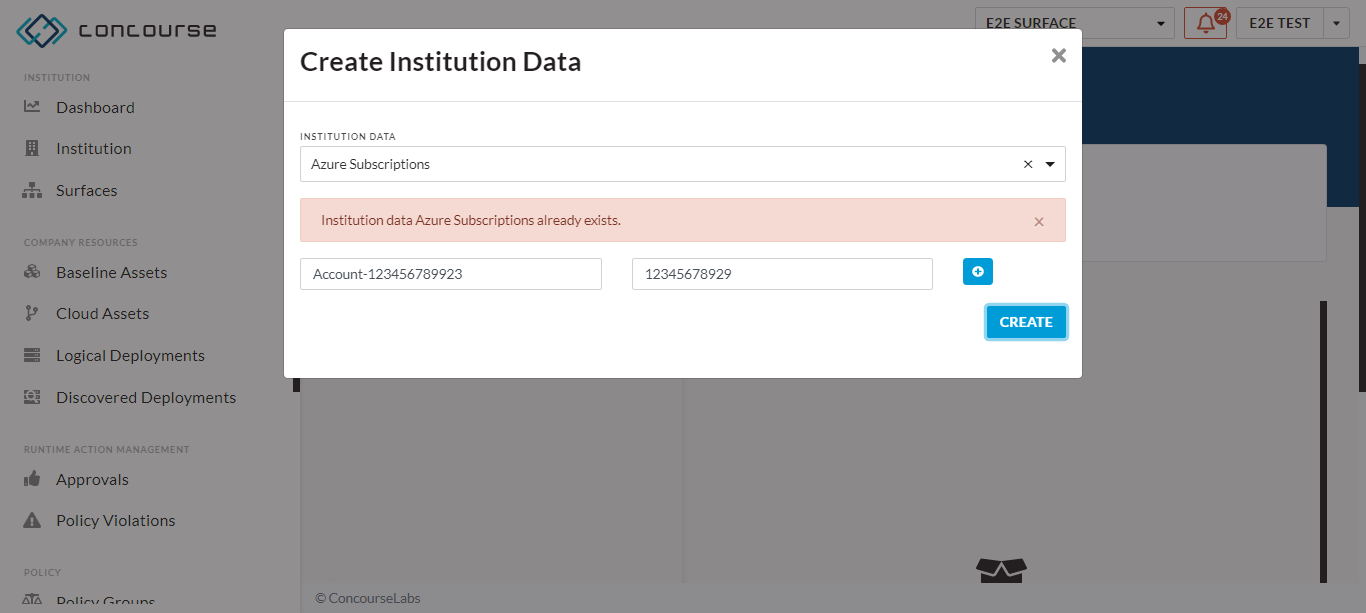 concourse
E2E SURFACE
24
E2E TEST
INSTITUTION
Dashboard
Institution
Surfaces
COMPANY RESOURCES
Baseline Assets
Cloud Assets
Logical Deployments
Discovered Deployments
RUNTIME ACTION MANAGEMENT
Approvals
Policy Violations
POLICY
Policy Groups
Create Institution Data
INSTITUTION DATA
Azure Subscriptions
Institution data Azure Subscriptions already exists.
Account-123456789923
12345678929
CREATE
© ConcourseLabs